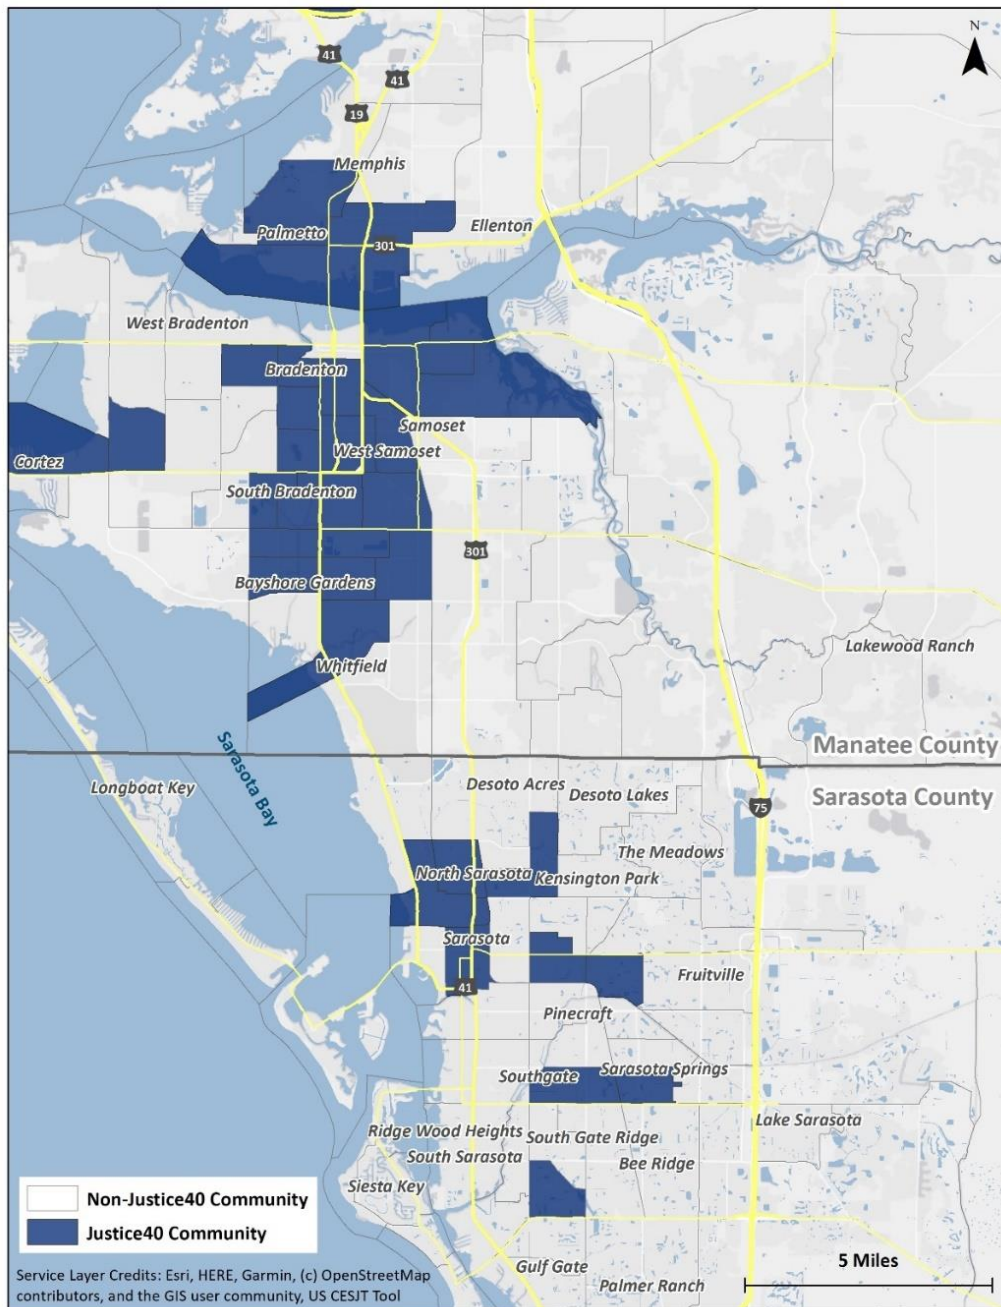 N
41
41
19
Memphis
Palmetto
Ellenton
301
West Bradenton
Bradenton
Samoset
West Samoset
Cortez
South Bradenton
301
Bayshore Gardens
Whitfield
Lakewood Ranch
Sarasota Bay
Manatee County
Longboat Key
Desoto Acres
Desoto Lakes
Sarasota County
75
The Meadows
North Sarasota
Kensington Park
Sarasota
Fruitville
41
Pinecraft
Southgate
Sarasota Springs
Lake Sarasota
Ridge Wood Heights
South Gate Ridge
South Sarasota
Bee Ridge
Siesta Key
Non-Justice40 Community
Justice40 Community
Gulf Gate
5 Miles
Palmer Ranch
Service Layer Credits: Esri, HERE, Garmin, (c) OpenStreetMap
contributors, and the GIS user community, US CESJT Tool